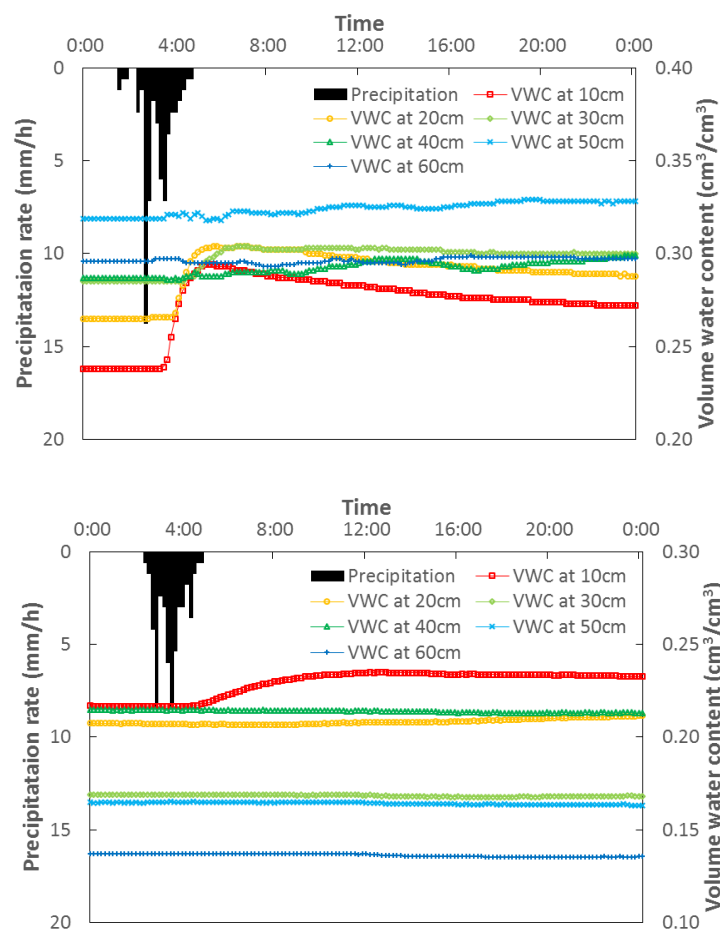 Time
0:00 4:00 8:00 12:00 16:00 20:00 0:00
0 0.40
Precipitation VWC at 10cm
VWC at 20cm VWC at 30cm
VWC at 40cm VWC at 50cm
VWC at 60cm
5 0.35
10 0.30
15 0.25
20 0.20
Precipitataion rate (mm/h)
Volume water content (cm³/cm³)
Time
0:00 4:00 8:00 12:00 16:00 20:00 0:00
0 0.30
Precipitation VWC at 10cm
VWC at 20cm VWC at 30cm
VWC at 40cm VWC at 50cm
VWC at 60cm
5 0.25
10 0.20
15 0.15
20 0.10
Precipitataion rate (mm/h)
Volume water content (cm³/cm³)